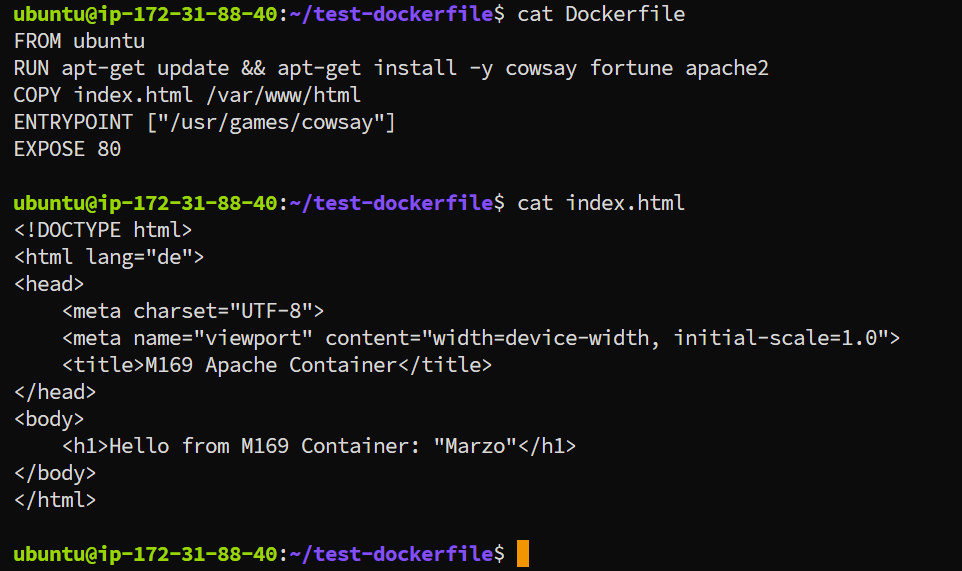 ubuntu@ip-172-31-88-40:~/test-dockerfile$ cat Dockerfile
FROM ubuntu
RUN apt-get update && apt-get install -y cowsay fortune apache2
COPY index.html /var/www/html
ENTRYPOINT ["/usr/games/cowsay"]
EXPOSE 80
ubuntu@ip-172-31-88-40:~/test-dockerfile$ cat index.html
<!DOCTYPE html>
<html lang="de">
<head>
    <meta charset="UTF-8">
    <meta name="viewport" content="width=device-width, initial-scale=1.0">
    <title>M169 Apache Container</title>
</head>
<body>
    <h1>Hello from M169 Container: "Marzo"</h1>
</body>
</html>
ubuntu@ip-172-31-88-40:~/test-dockerfile$